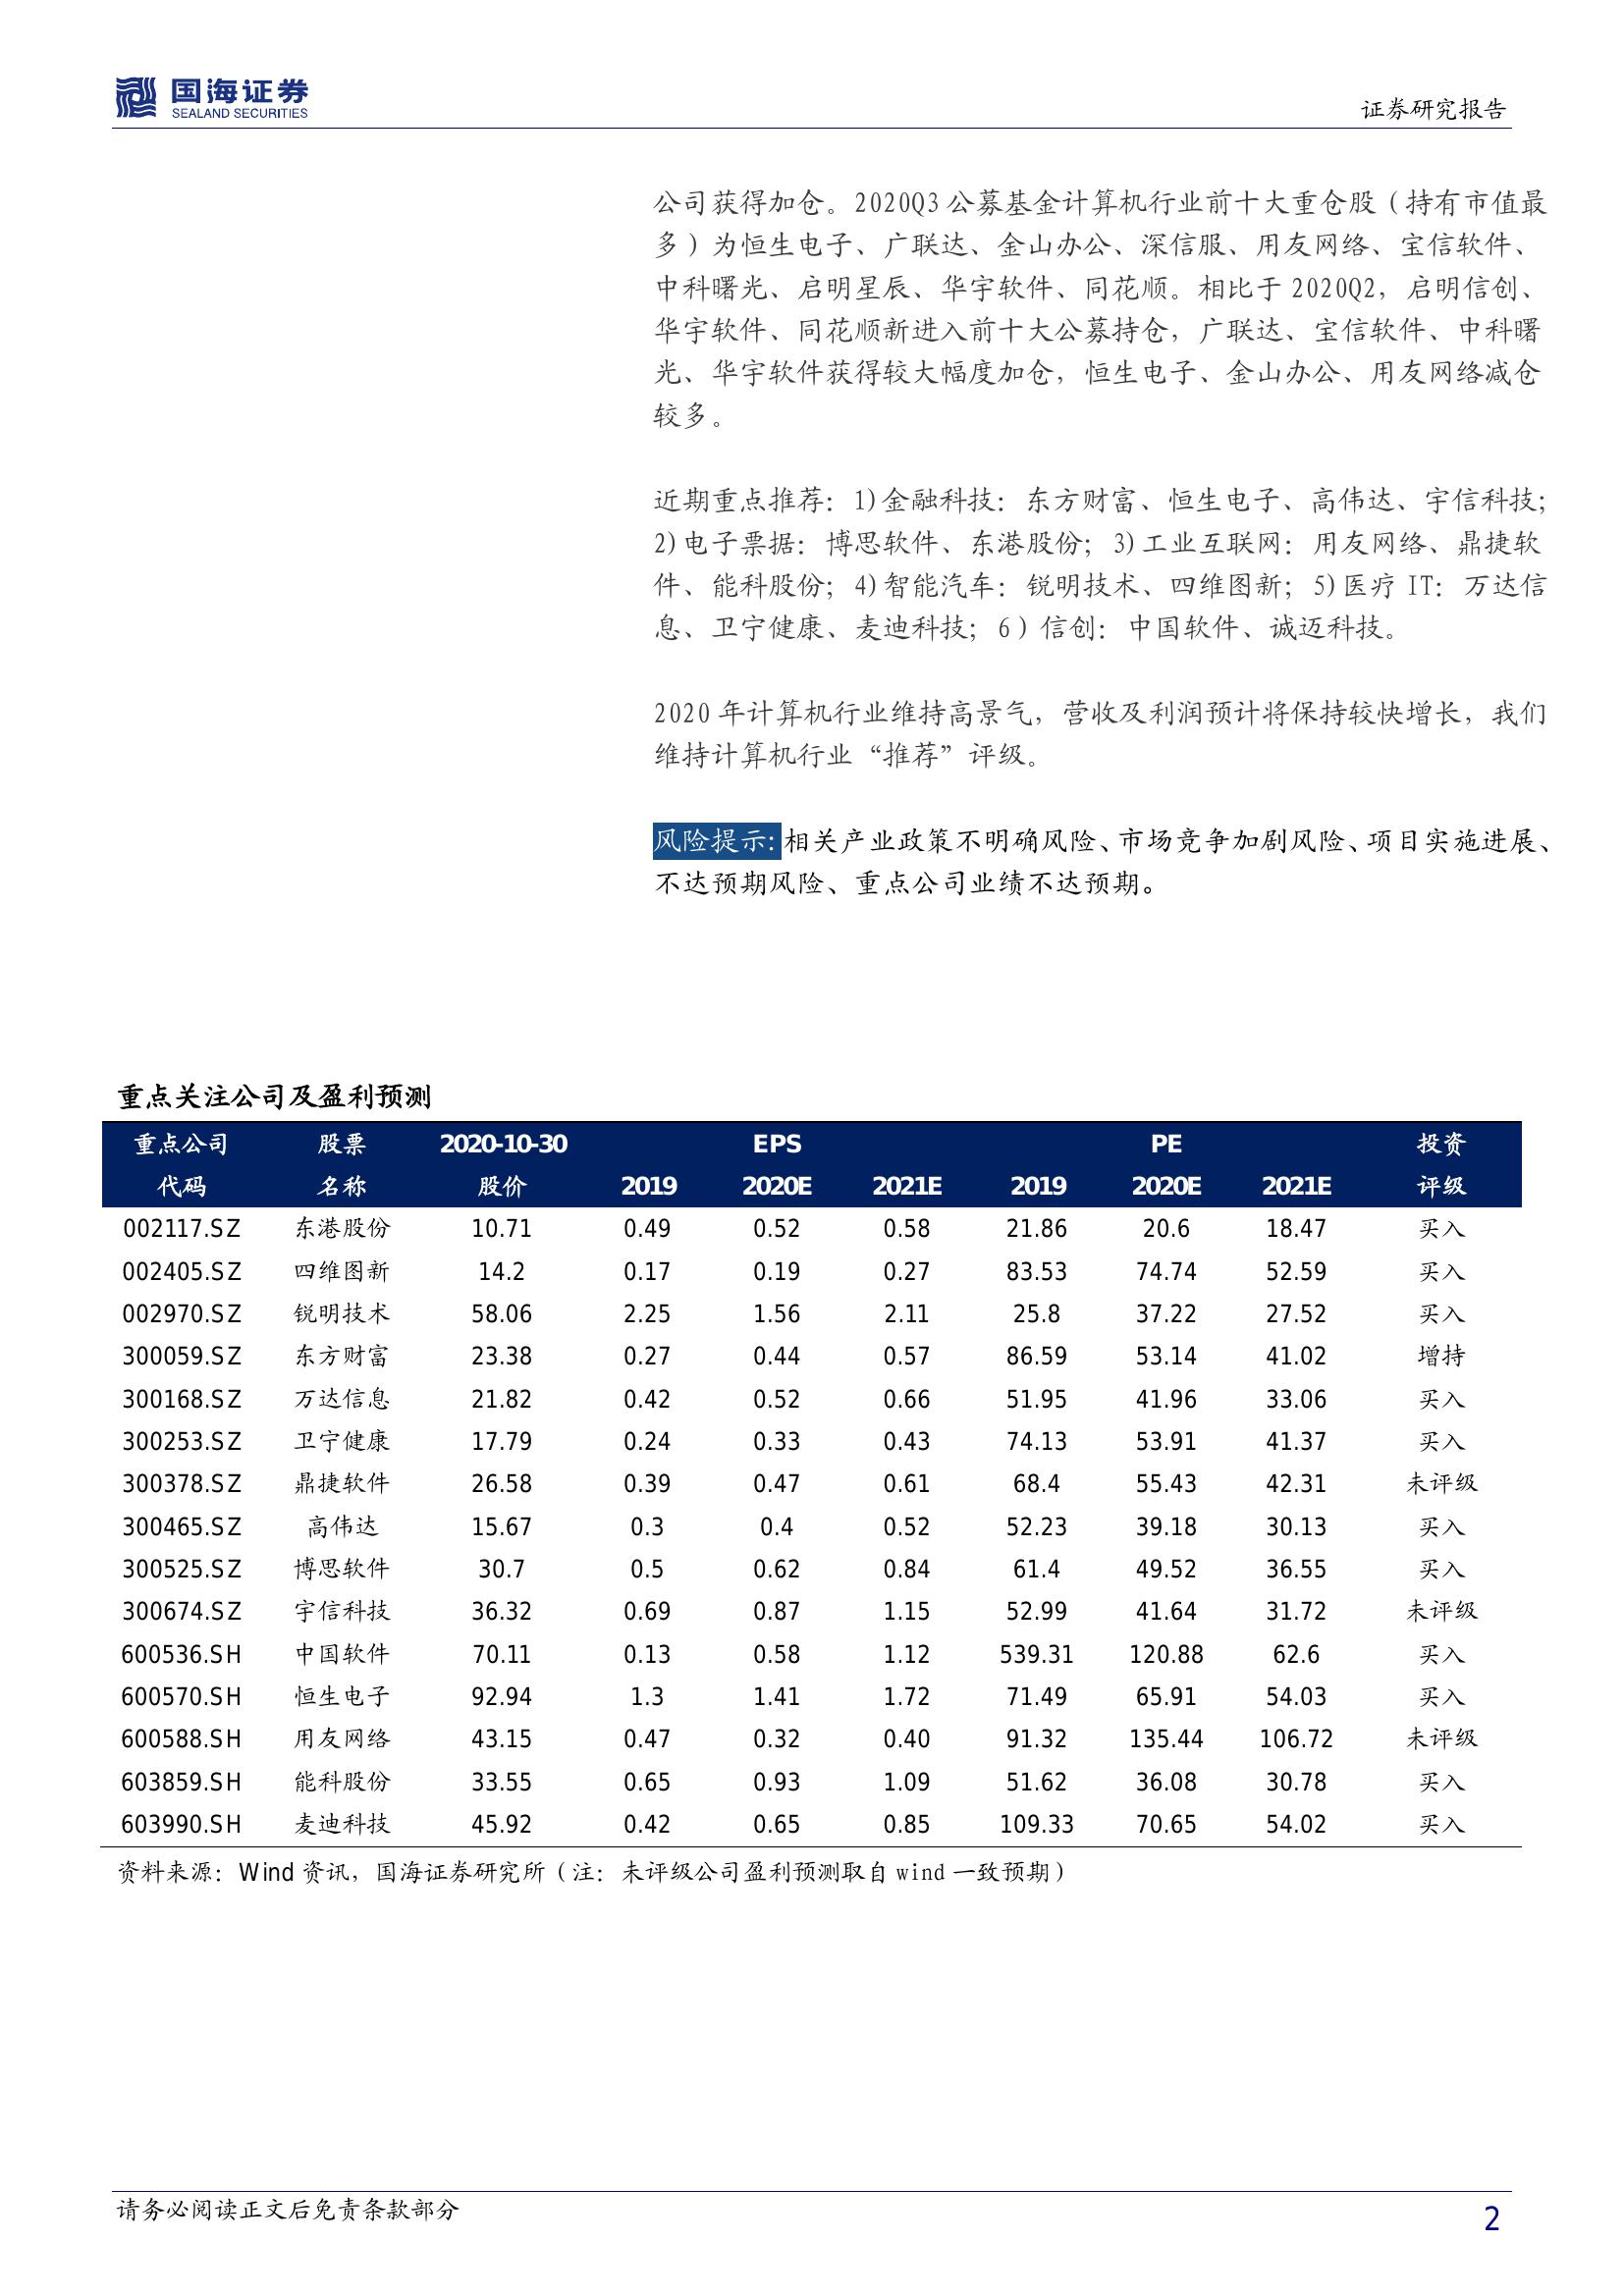 国海证券
SEALAND SECURITIES
证券研究报告
公司获得加仓。2020Q3公募基金计算机行业前十大重仓股（持有市值最
多）为恒生电子、广联达、金山办公、深信服、用友网络、宝信软件、
中科曙光、启明星辰、华宇软件、同花顺。相比于 2020Q2，启明信创、
华宇软件、同花顺新进入前十大公募持仓，广联达、宝信软件、中科曙
光、华宇软件获得较大幅度加仓，恒生电子、金山办公、用友网络减仓
较多。
近期重点推荐：1)金融科技：东方财富、恒生电子、高伟达、宇信科技；
2)电子票据：博思软件、东港股份；3)工业互联网：用友网络、鼎捷软
件、能科股份；4)智能汽车：锐明技术、四维图新；5)医疗 IT：万达信
息、卫宁健康、麦迪科技；6）信创：中国软件、诚迈科技。
2020 年计算机行业维持高景气，营收及利润预计将保持较快增长，我们
维持计算机行业“推荐”评级。
风险提示：相关产业政策不明确风险、市场竞争加剧风险、项目实施进展、
不达预期风险、重点公司业绩不达预期。
重点关注公司及盈利预测
重点公司 股票 2020-10-30 EPS PE 投资
代码 名称 股价 2019 2020E 2021E 2019 2020E 2021E 评级
002117.SZ 东港股份 10.71 0.49 0.52 0.58 21.86 20.6 18.47 买入
002405.SZ 四维图新 14.2 0.17 0.19 0.27 83.53 74.74 52.59 买入
002970.SZ 锐明技术 58.06 2.25 1.56 2.11 25.8 37.22 27.52 买入
300059.SZ 东方财富 23.38 0.27 0.44 0.57 86.59 53.14 41.02 增持
300168.SZ 万达信息 21.82 0.42 0.52 0.66 51.95 41.96 33.06 买入
300253.SZ 卫宁健康 17.79 0.24 0.33 0.43 74.13 53.91 41.37 买入
300378.SZ 鼎捷软件 26.58 0.39 0.47 0.61 68.4 55.43 42.31 未评级
300465.SZ 高伟达 15.67 0.3 0.4 0.52 52.23 39.18 30.13 买入
300525.SZ 博思软件 30.7 0.5 0.62 0.84 61.4 49.52 36.55 买入
300674.SZ 宇信科技 36.32 0.69 0.87 1.15 52.99 41.64 31.72 未评级
600536.SH 中国软件 70.11 0.13 0.58 1.12 539.31 120.88 62.6 买入
600570.SH 恒生电子 92.94 1.3 1.41 1.72 71.49 65.91 54.03 买入
600588.SH 用友网络 43.15 0.47 0.32 0.40 91.32 135.44 106.72 未评级
603859.SH 能科股份 33.55 0.65 0.93 1.09 51.62 36.08 30.78 买入
603990.SH 麦迪科技 45.92 0.42 0.65 0.85 109.33 70.65 54.02 买入
资料来源：Wind 资讯，国海证券研究所（注：未评级公司盈利预测取自 wind 一致预期）
请务必阅读正文后免责条款部分
2